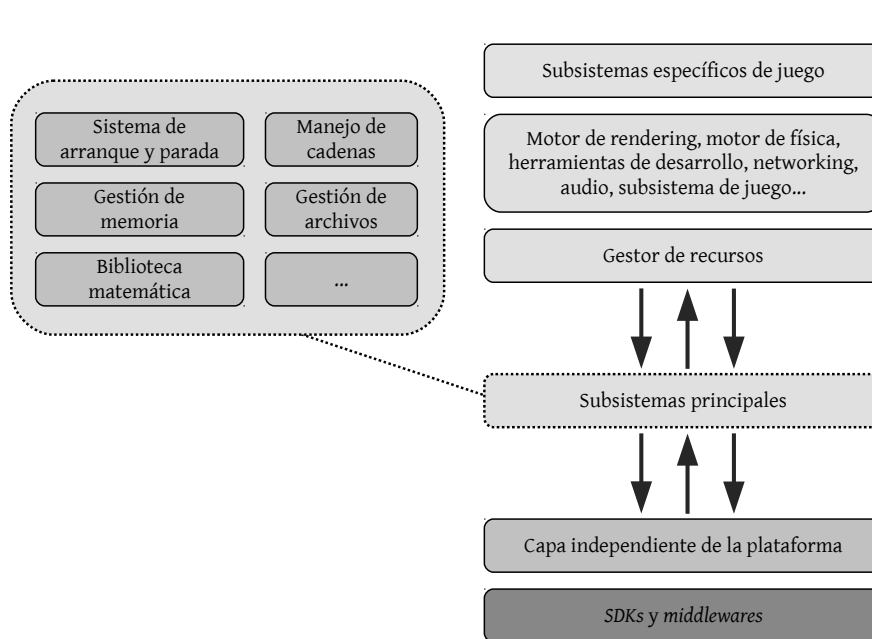 Sistema de
arranque y parada
Manejo de
cadenas
Gestión de
memoria
Gestión de
archivos
Biblioteca
matemática
...
Subsistemas específicos de juego
Motor de rendering, motor de física,
herramientas de desarrollo, networking,
audio, subsistema de juego...
Gestor de recursos
Subsistemas principales
Capa independiente de la plataforma
SDKs y middlewares